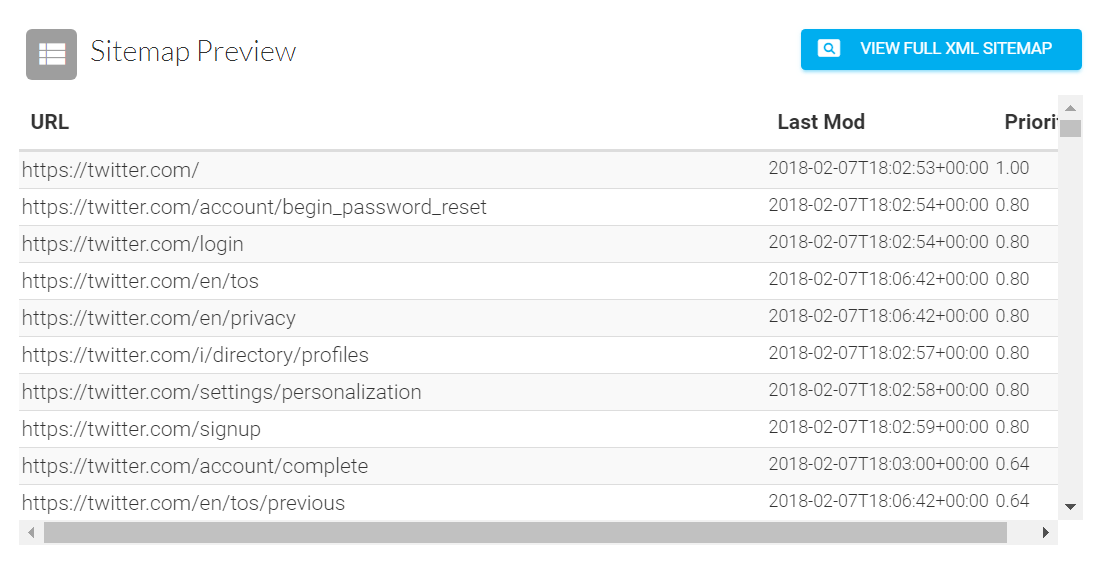 Sitemap Preview
VIEW FULL XML SITEMAP
URL Last Mod Priorit
https://twitter.com/ 2018-02-07T18:02:53+00:00 1.00
https://twitter.com/account/begin_password_reset 2018-02-07T18:02:54+00:00 0.80
https://twitter.com/login 2018-02-07T18:02:54+00:00 0.80
https://twitter.com/en/tos 2018-02-07T18:06:42+00:00 0.80
https://twitter.com/en/privacy 2018-02-07T18:06:42+00:00 0.80
https://twitter.com/i/directory/profiles 2018-02-07T18:02:57+00:00 0.80
https://twitter.com/settings/personalization 2018-02-07T18:02:58+00:00 0.80
https://twitter.com/signup 2018-02-07T18:02:59+00:00 0.80
https://twitter.com/account/complete 2018-02-07T18:03:00+00:00 0.64
https://twitter.com/en/tos/previous 2018-02-07T18:06:42+00:00 0.64